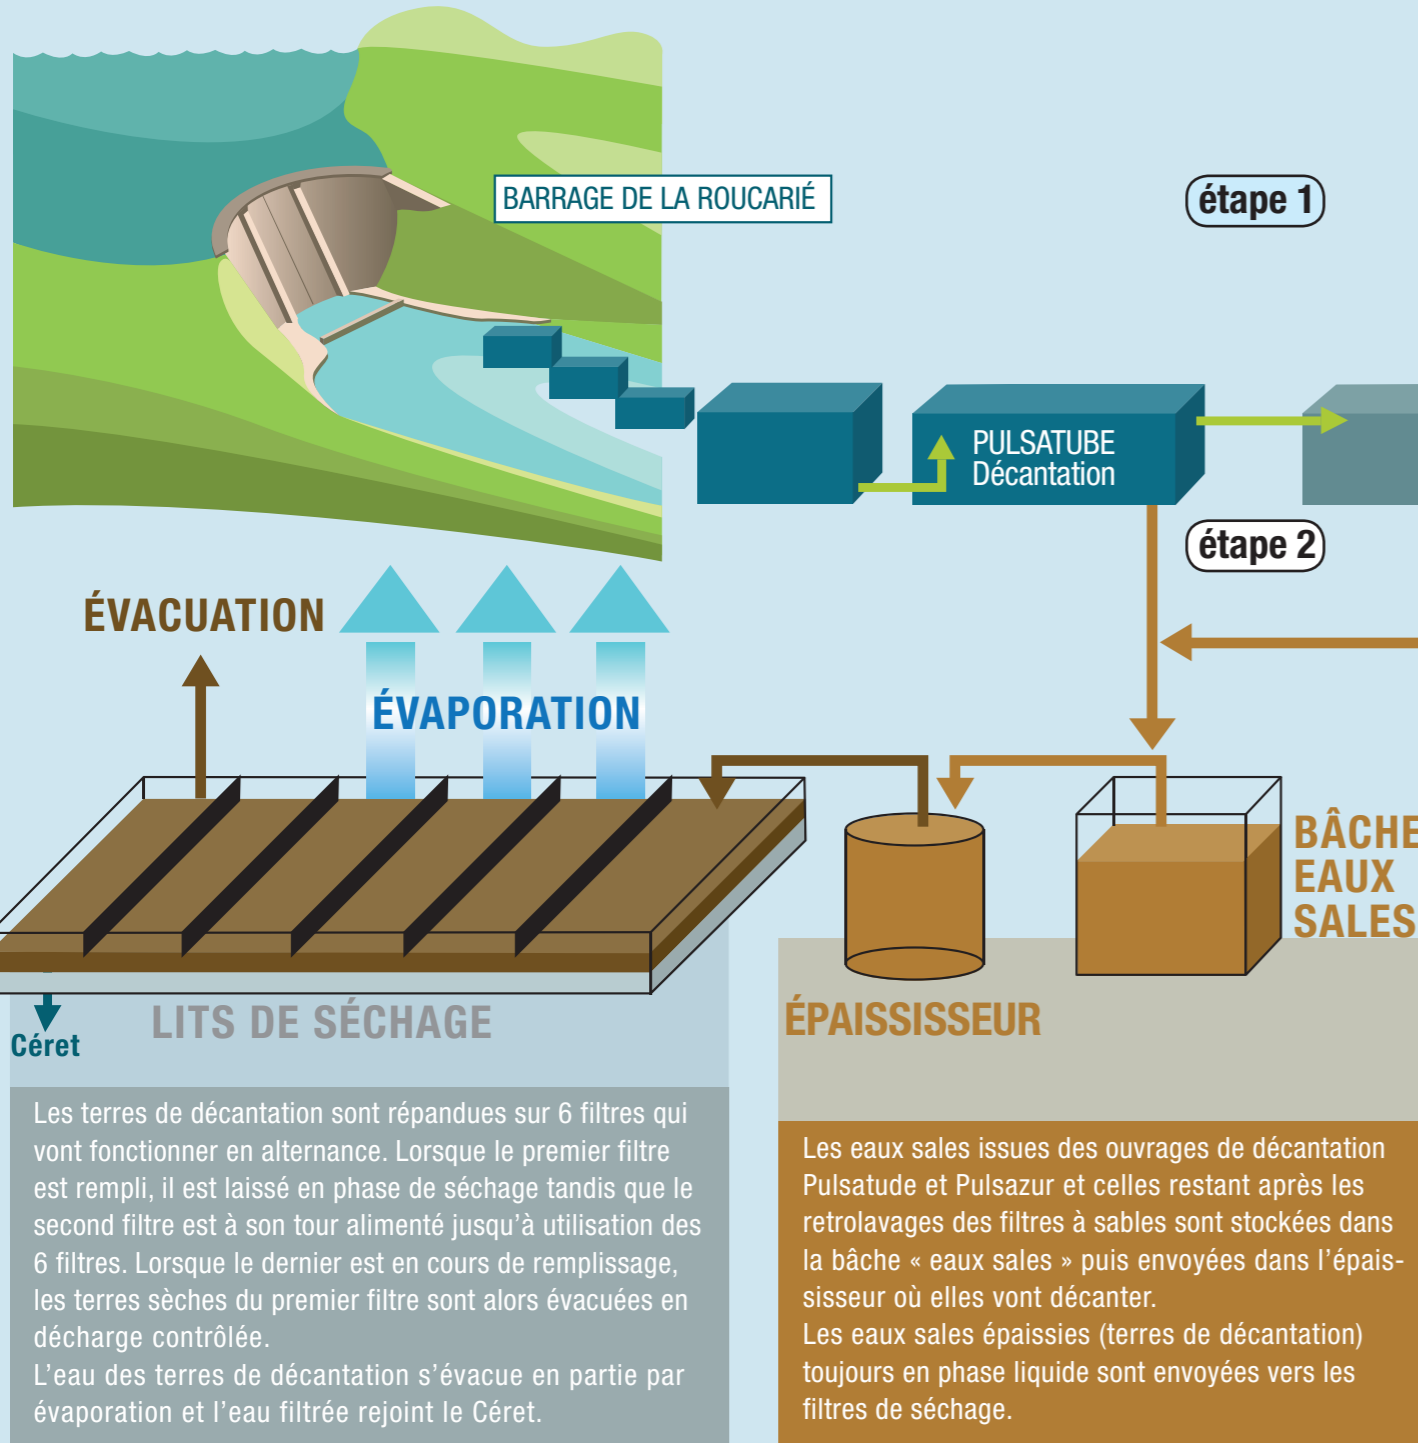 BARRAGE DE LA ROUCARIÉ
étape 1
PULSATUBE
Décantation
étape 2
ÉVACUATION
ÉVAPORATION
BÂCHE
EAUX
SALES
LITS DE SÉCHAGE
Céret
ÉPAISSISSEUR
Les terres de décantation sont répandues sur 6 filtres qui
vont fonctionner en alternance. Lorsque le premier filtre
est rempli, il est laissé en phase de séchage tandis que le
second filtre est à son tour alimenté jusqu’à utilisation des
6 filtres. Lorsque le dernier est en cours de remplissage,
les terres sèches du premier filtre sont alors évacuées en
décharge contrôlée.
L’eau des terres de décantation s’évacue en partie par
évaporation et l’eau filtrée rejoint le Céret.
Les eaux sales issues des ouvrages de décantation
Pulsatude et Pulsazur et celles restant après les
retrolavages des filtres à sables sont stockées dans
la bâche « eaux sales » puis envoyées dans l’épais-
sisseur où elles vont décanter.
Les eaux sales épaissies (terres de décantation)
toujours en phase liquide sont envoyées vers les
filtres de séchage.